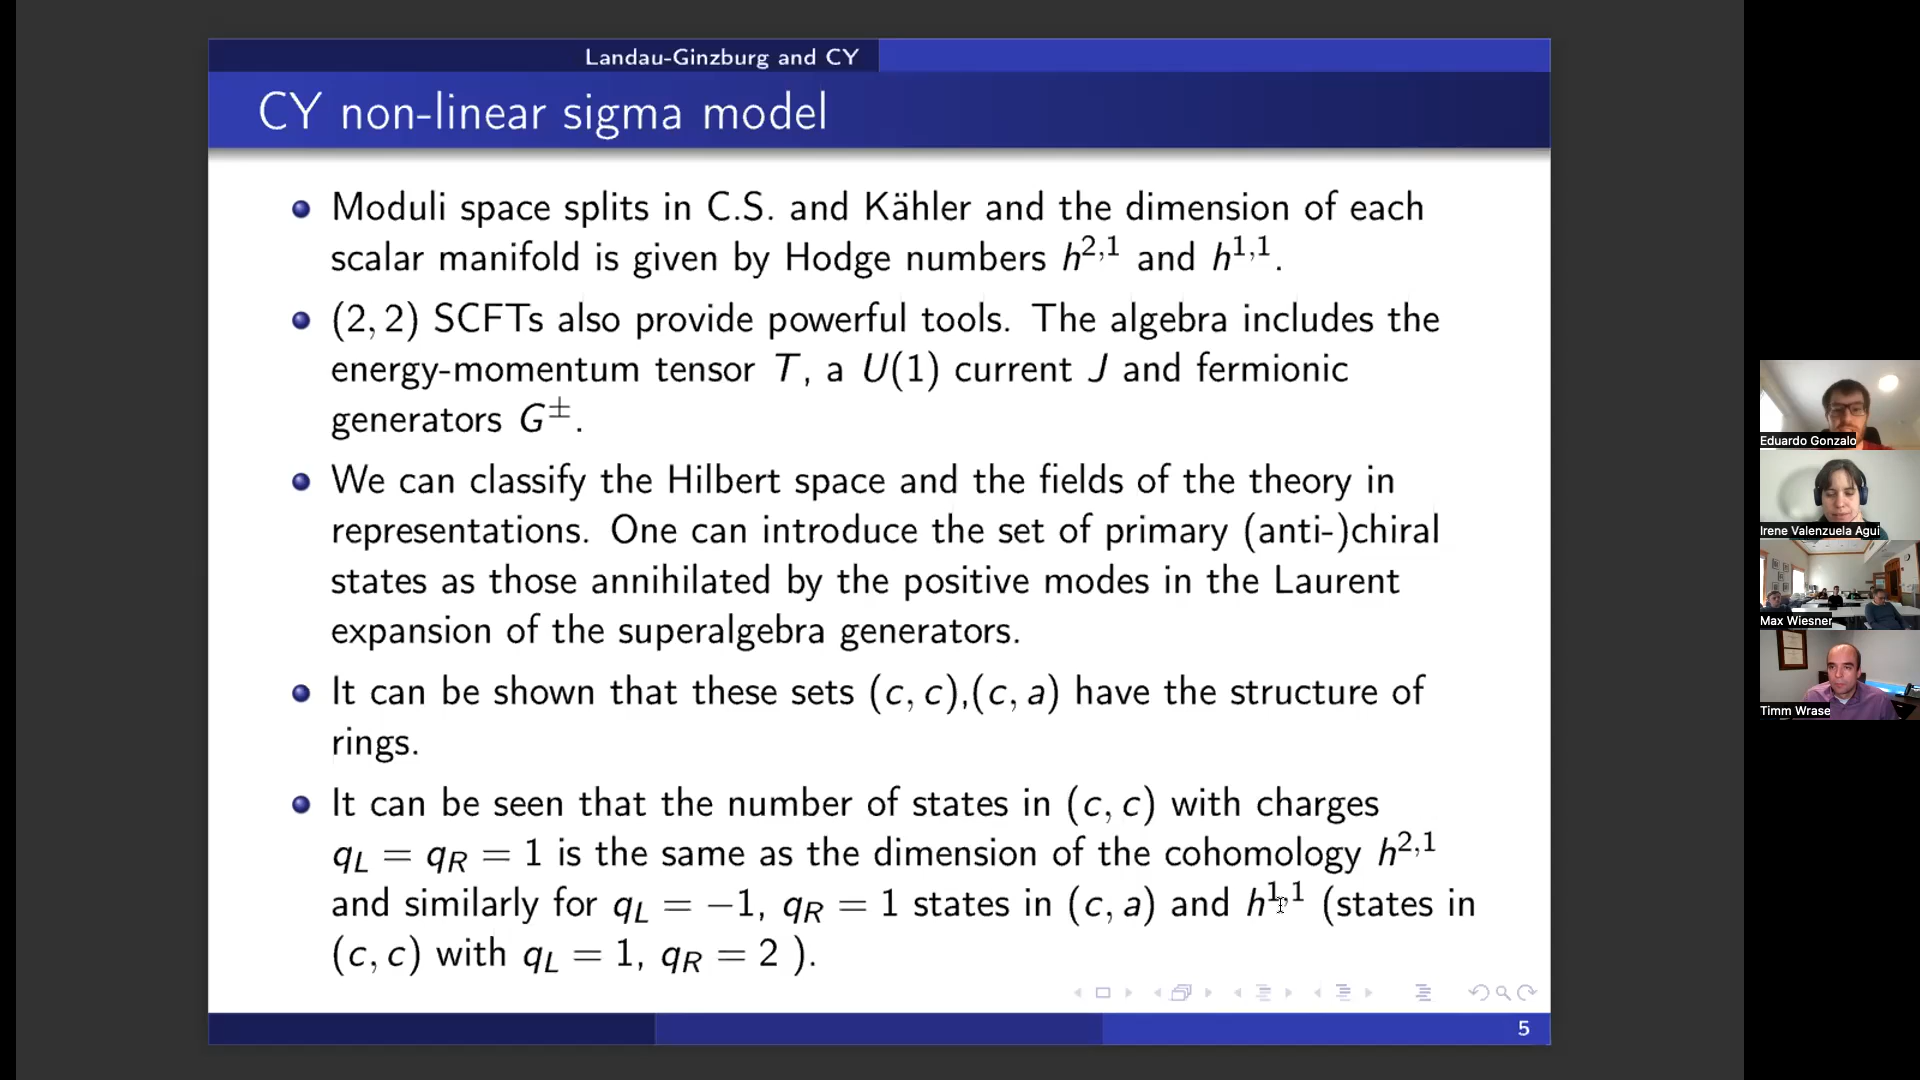 Landau-Ginzburg and CY
CY non-linear sigma model
Moduli space splits in C.S. and Kähler and the dimension of each
scalar manifold is given by Hodge numbers h^{2,1} and h^{1,1}.
(2, 2) SCFTs also provide powerful tools. The algebra includes the
energy-momentum tensor T, a U(1) current J and fermionic
generators G^±.
We can classify the Hilbert space and the fields of the theory in
representations. One can introduce the set of primary (anti-)chiral
states as those annihilated by the positive modes in the Laurent
expansion of the superalgebra generators.
It can be shown that these sets (c, c),(c, a) have the structure of
rings.
It can be seen that the number of states in (c, c) with charges
q_L = q_R = 1 is the same as the dimension of the cohomology h^{2,1}
and similarly for q_L = −1, q_R = 1 states in (c, a) and h^{1,1} (states in
(c, c) with q_L = 1, q_R = 2 ).
5
Eduardo Gonzalo
Irene Valenzuela Agui
Max Wiesner
Timm Wrase